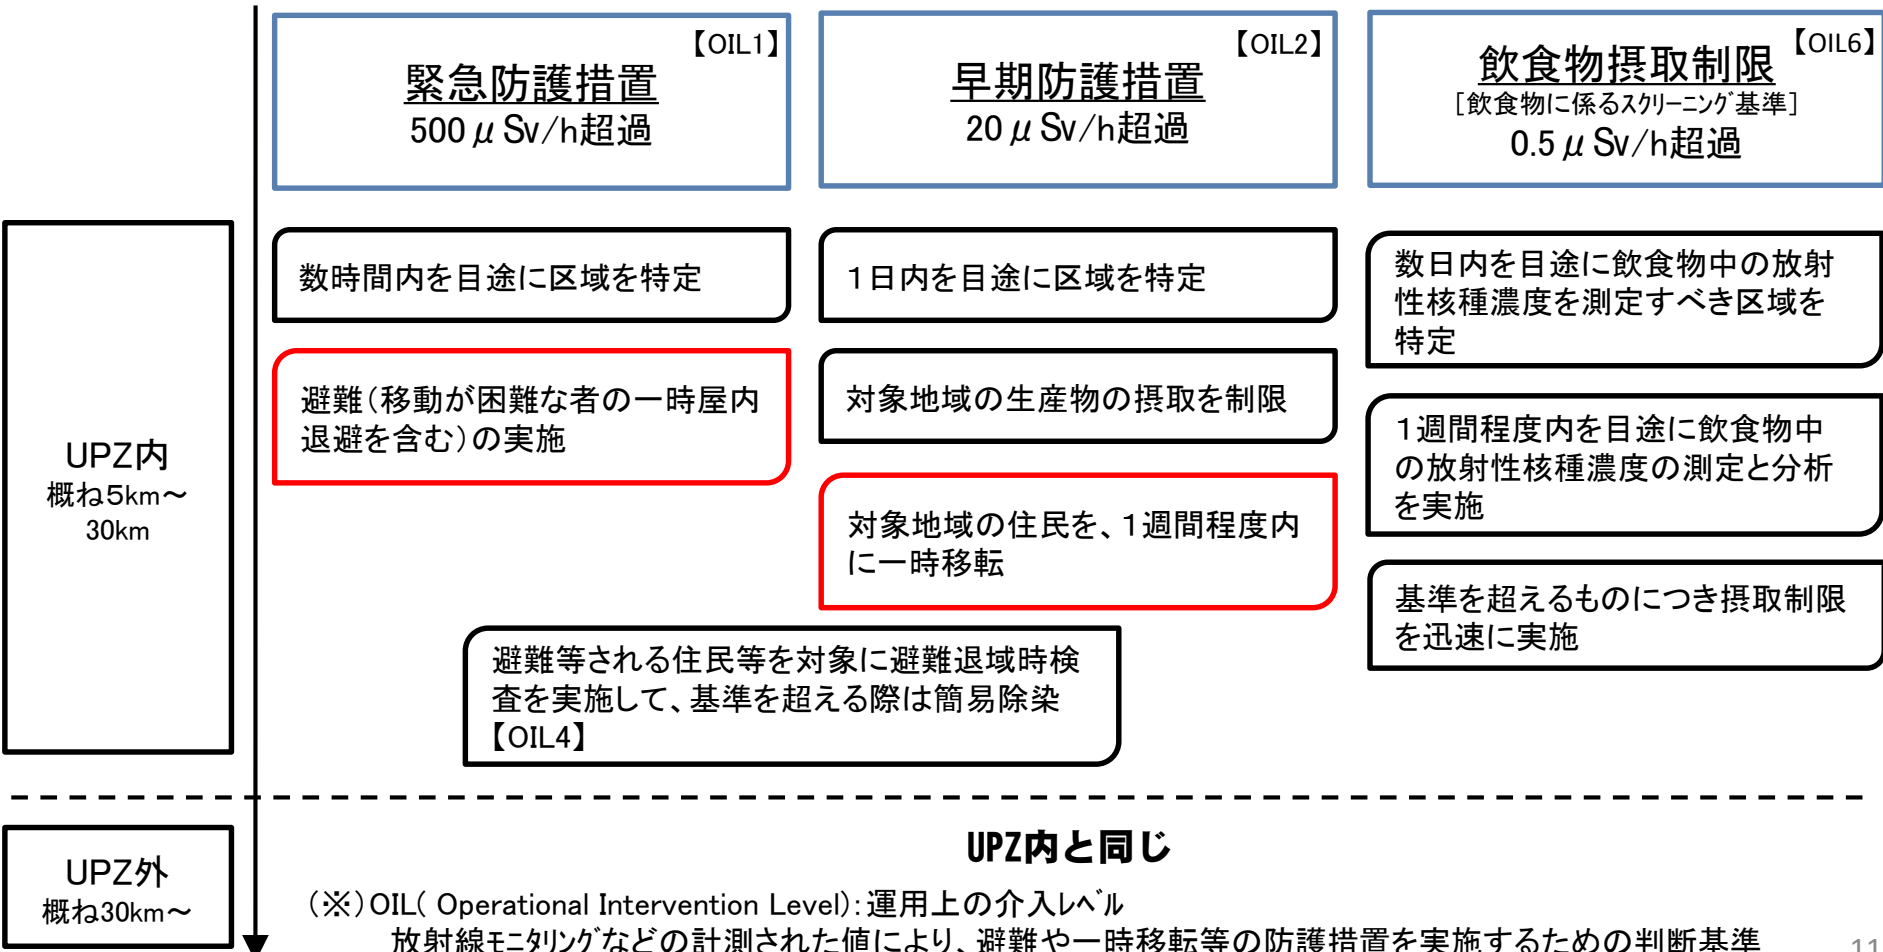 【OIL1】
緊急防護措置
500μSv/h超過
【OIL2】
早期防護措置
20μSv/h超過
【OIL6】
飲食物摂取制限
[飲食物に係るｽｸﾘｰﾆﾝｸﾞ基準]
0.5μSv/h超過
UPZ内
概ね５km～
30km
数時間内を目途に区域を特定
避難（移動が困難な者の一時屋内
退避を含む）の実施
１日内を目途に区域を特定
対象地域の生産物の摂取を制限
対象地域の住民を、１週間程度内
に一時移転
数日内を目途に飲食物中の放射
性核種濃度を測定すべき区域を
特定
１週間程度内を目途に飲食物中
の放射性核種濃度の測定と分析
を実施
基準を超えるものにつき摂取制限
を迅速に実施
避難等される住民等を対象に避難退域時検
査を実施して、基準を超える際は簡易除染
【OIL4】
UPZ外
概ね30km～
UPZ内と同じ
（※）OIL( Operational Intervention Level)：運用上の介入ﾚﾍﾞﾙ
放射線ﾓﾆﾀﾘﾝｸﾞなどの計測された値により、避難や一時移転等の防護措置を実施するための判断基準
11